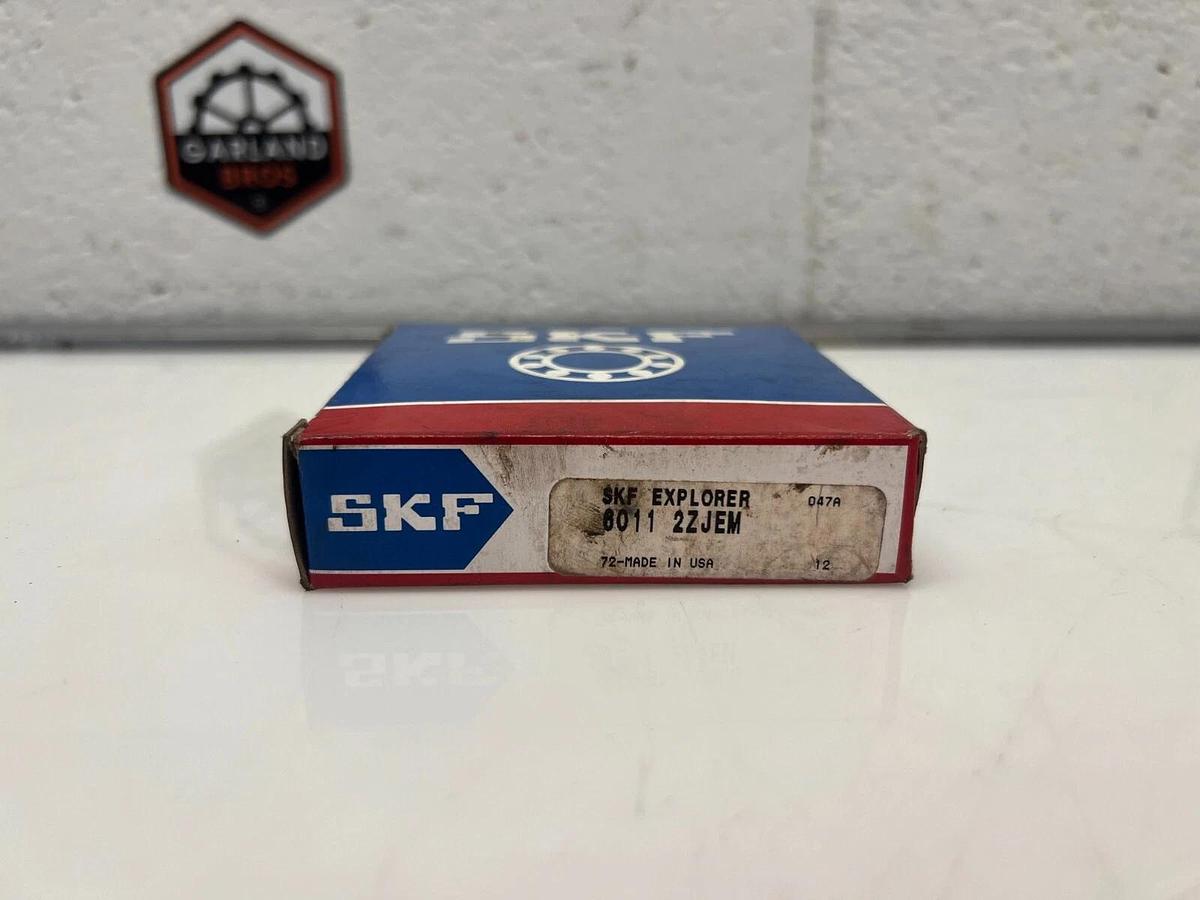 GARLAND
BROS
SKF
SKF
SKF EXPLORER 047A
6011 2ZJEM
72-MADE IN USA 12